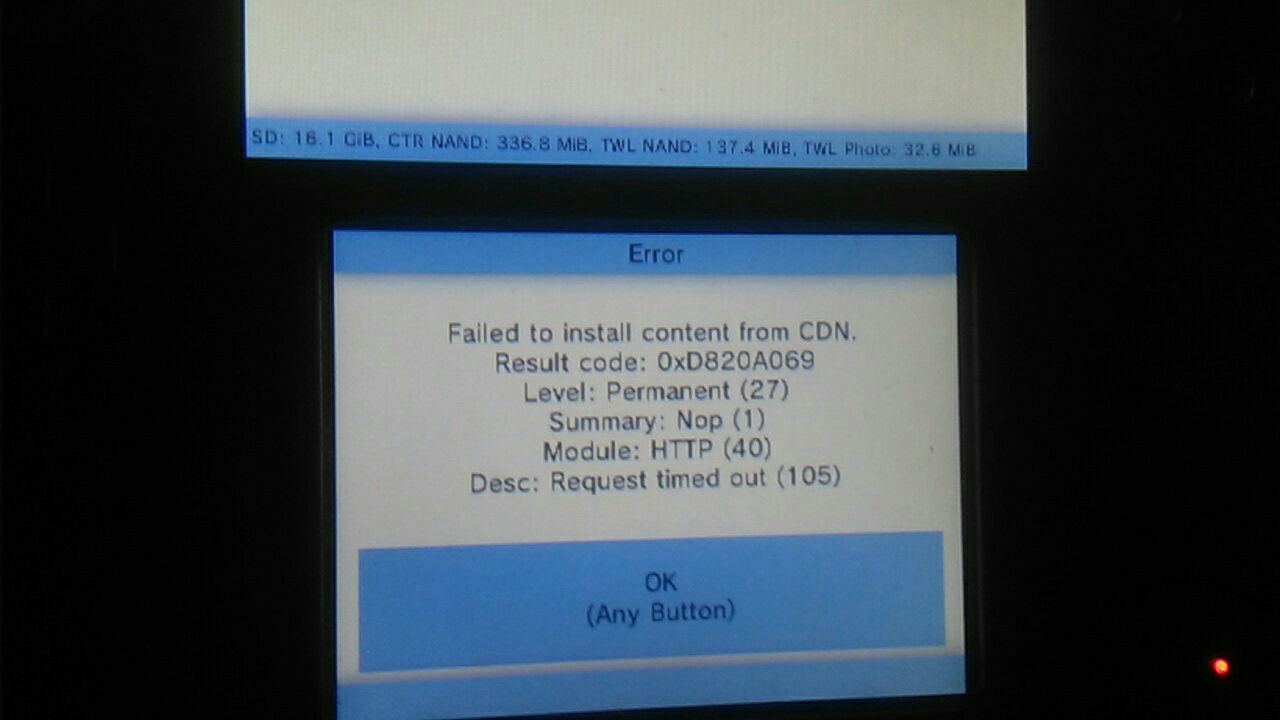 SD: 16.1 GiB, CTR NAND: 336.8 MiB, TWL NAND: 137.4 MiB, TWL Photo: 32.6 MiB
Error
Failed to install content from CDN.
Result code: 0xD820A069
Level: Permanent (27)
Summary: Nop (1)
Module: HTTP (40)
Desc: Request timed out (105)
OK
(Any Button)